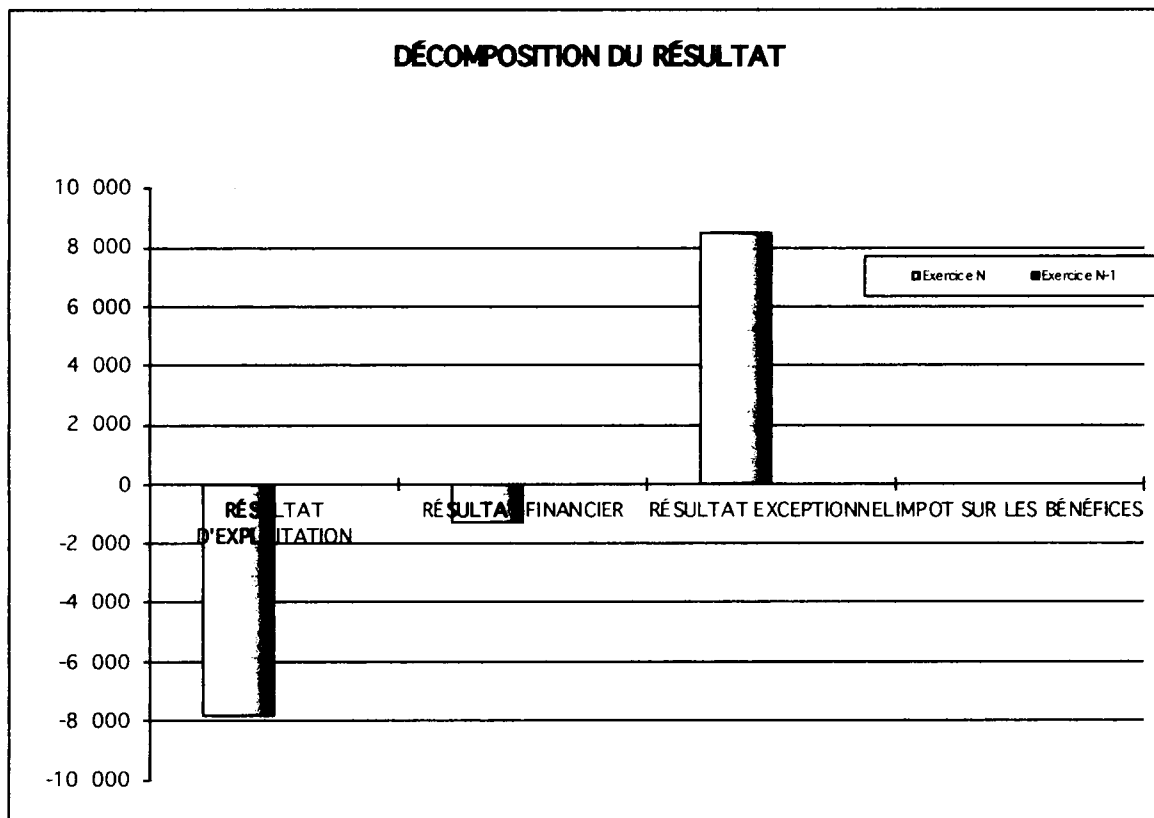 DÉCOMPOSITION DU RÉSULTAT
10 000
8 000
6 000
4 000
2 000
0
-2 000
-4 000
-6 000
-8 000
-10 000
Exercice N Exercice N-1
RÉSULTAT
D'EXPLOITATION
RÉSULTAT FINANCIER
RÉSULTAT EXCEPTIONNEL
IMPOT SUR LES BÉNÉFICES